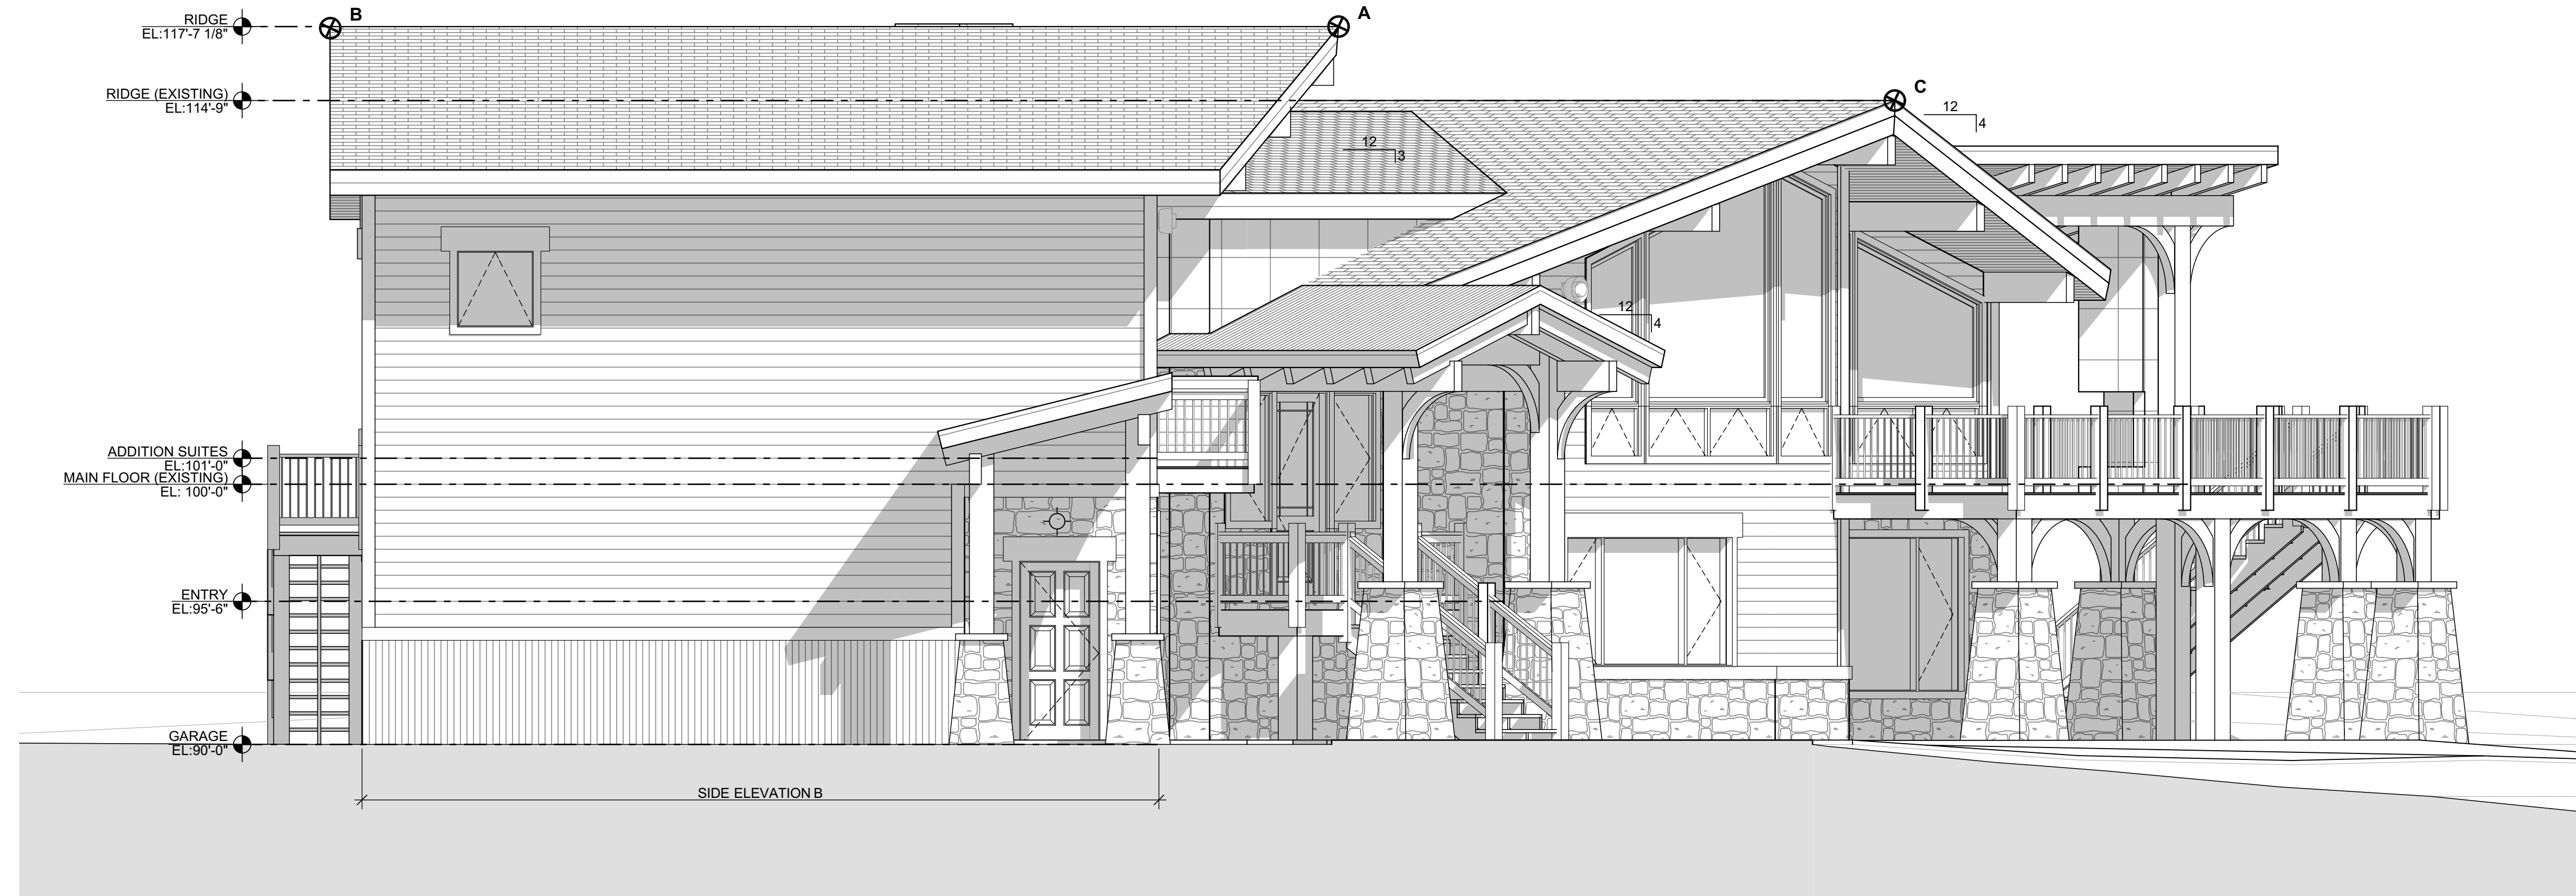 B
A
RIDGE
EL:117'-7 1/8"
C
RIDGE (EXISTING)
EL:114'-9"
12
4
12
3
12
4
ADDITION SUITES
EL:101'-0"
MAIN FLOOR (EXISTING)
EL: 100'-0"
ENTRY
EL:95'-6"
GARAGE
EL:90'-0"
SIDE ELEVATION B